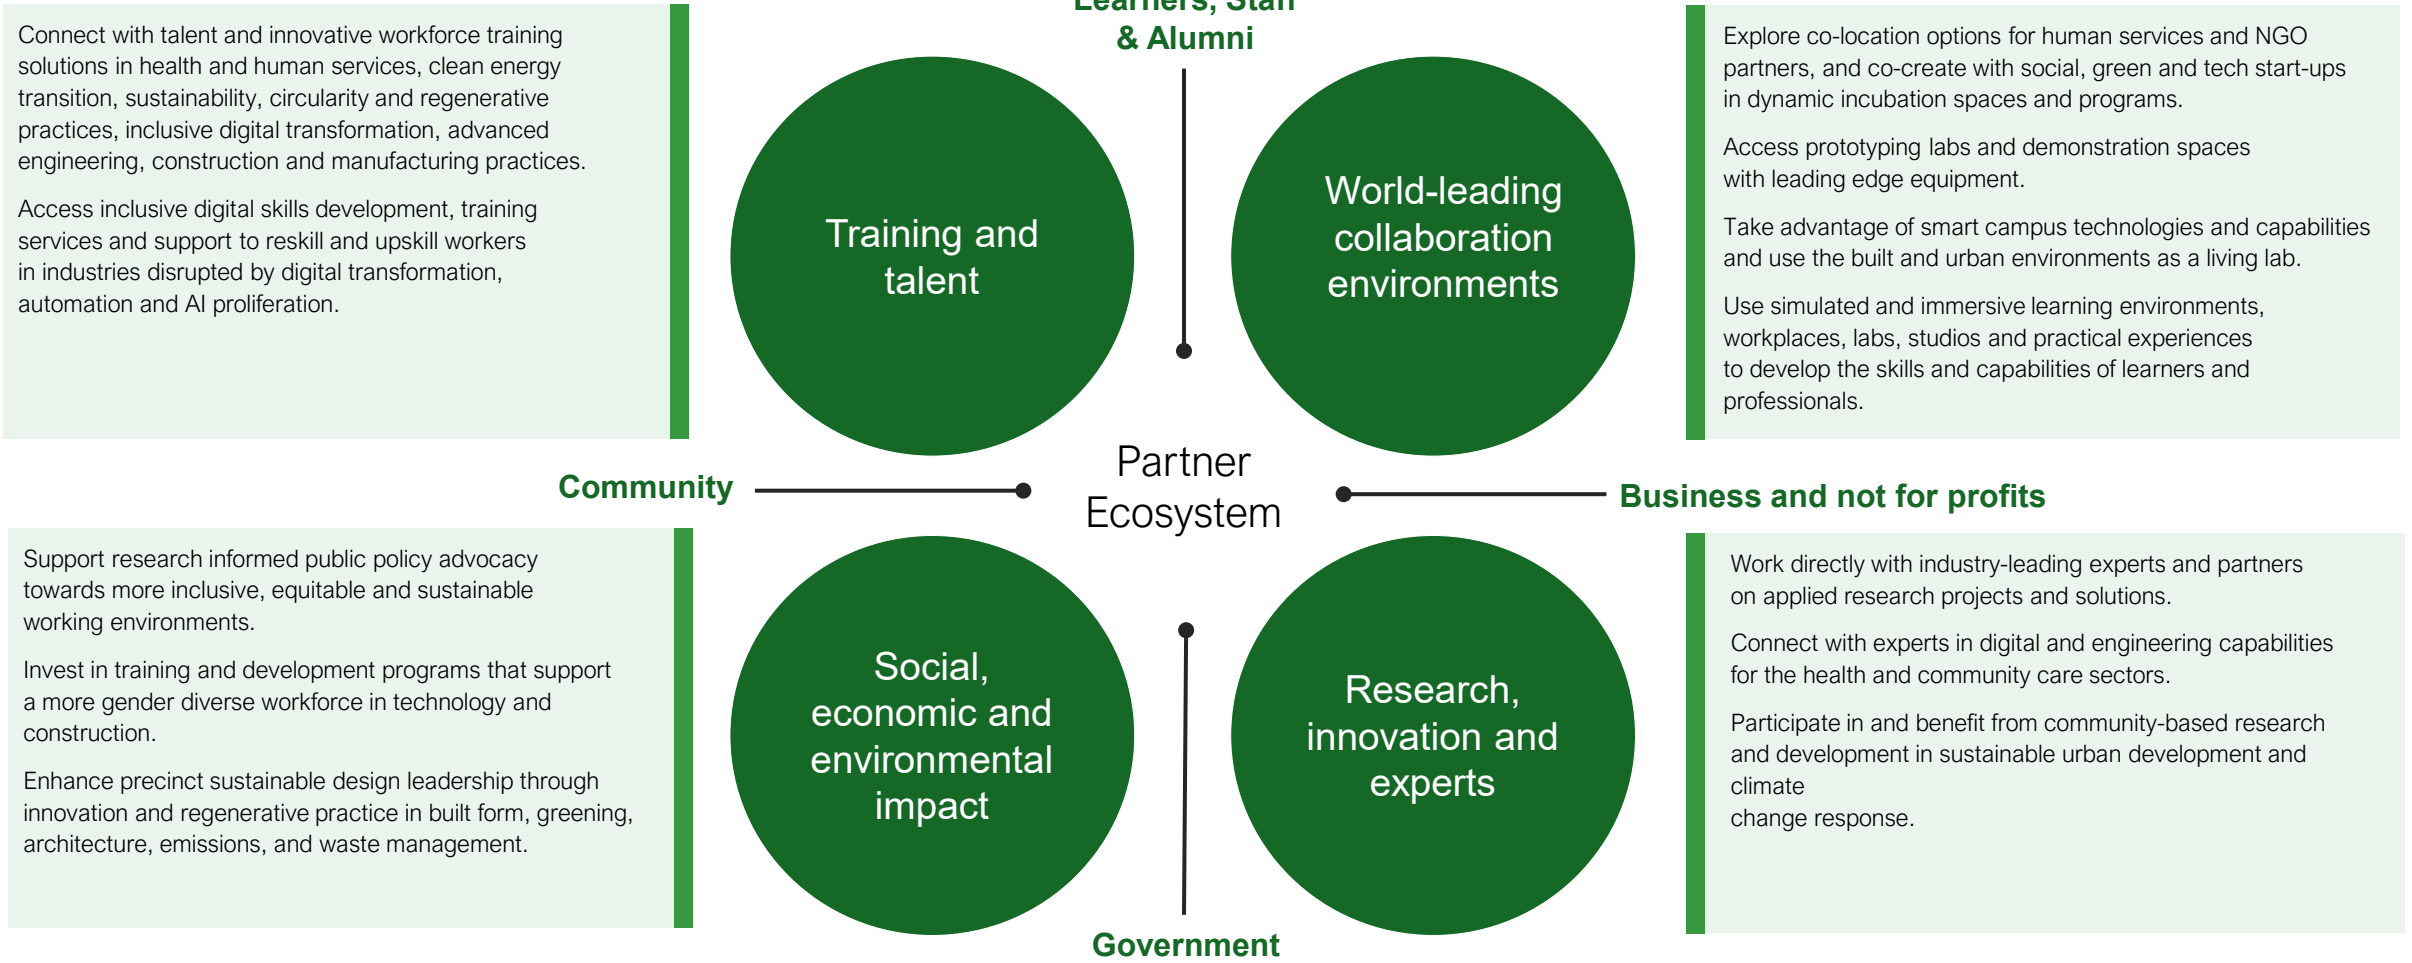 Learners, Staff
& Alumni
Connect with talent and innovative workforce training
solutions in health and human services, clean energy
transition, sustainability, circularity and regenerative
practices, inclusive digital transformation, advanced
engineering, construction and manufacturing practices.
Access inclusive digital skills development, training
services and support to reskill and upskill workers
in industries disrupted by digital transformation,
automation and AI proliferation.
Training and
talent
World-leading
collaboration
environments
Explore co-location options for human services and NGO
partners, and co-create with social, green and tech start-ups
in dynamic incubation spaces and programs.
Access prototyping labs and demonstration spaces
with leading edge equipment.
Take advantage of smart campus technologies and capabilities
and use the built and urban environments as a living lab.
Use simulated and immersive learning environments,
workplaces, labs, studios and practical experiences
to develop the skills and capabilities of learners and
professionals.
Community
Partner
Ecosystem
Business and not for profits
Support research informed public policy advocacy
towards more inclusive, equitable and sustainable
working environments.
Invest in training and development programs that support
a more gender diverse workforce in technology and
construction.
Enhance precinct sustainable design leadership through
innovation and regenerative practice in built form, greening,
architecture, emissions, and waste management.
Social,
economic and
environmental
impact
Research,
innovation and
experts
Work directly with industry-leading experts and partners
on applied research projects and solutions.
Connect with experts in digital and engineering capabilities
for the health and community care sectors.
Participate in and benefit from community-based research
and development in sustainable urban development and
climate
change response.
Government